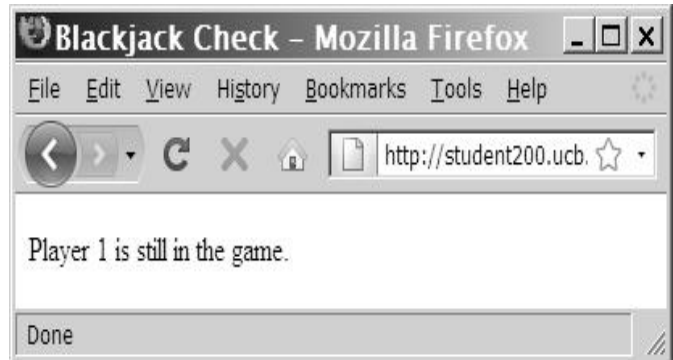 Blackjack Check – Mozilla Firefox
File Edit View History Bookmarks Tools Help
http://student200.ucb.
Player 1 is still in the game.
Done